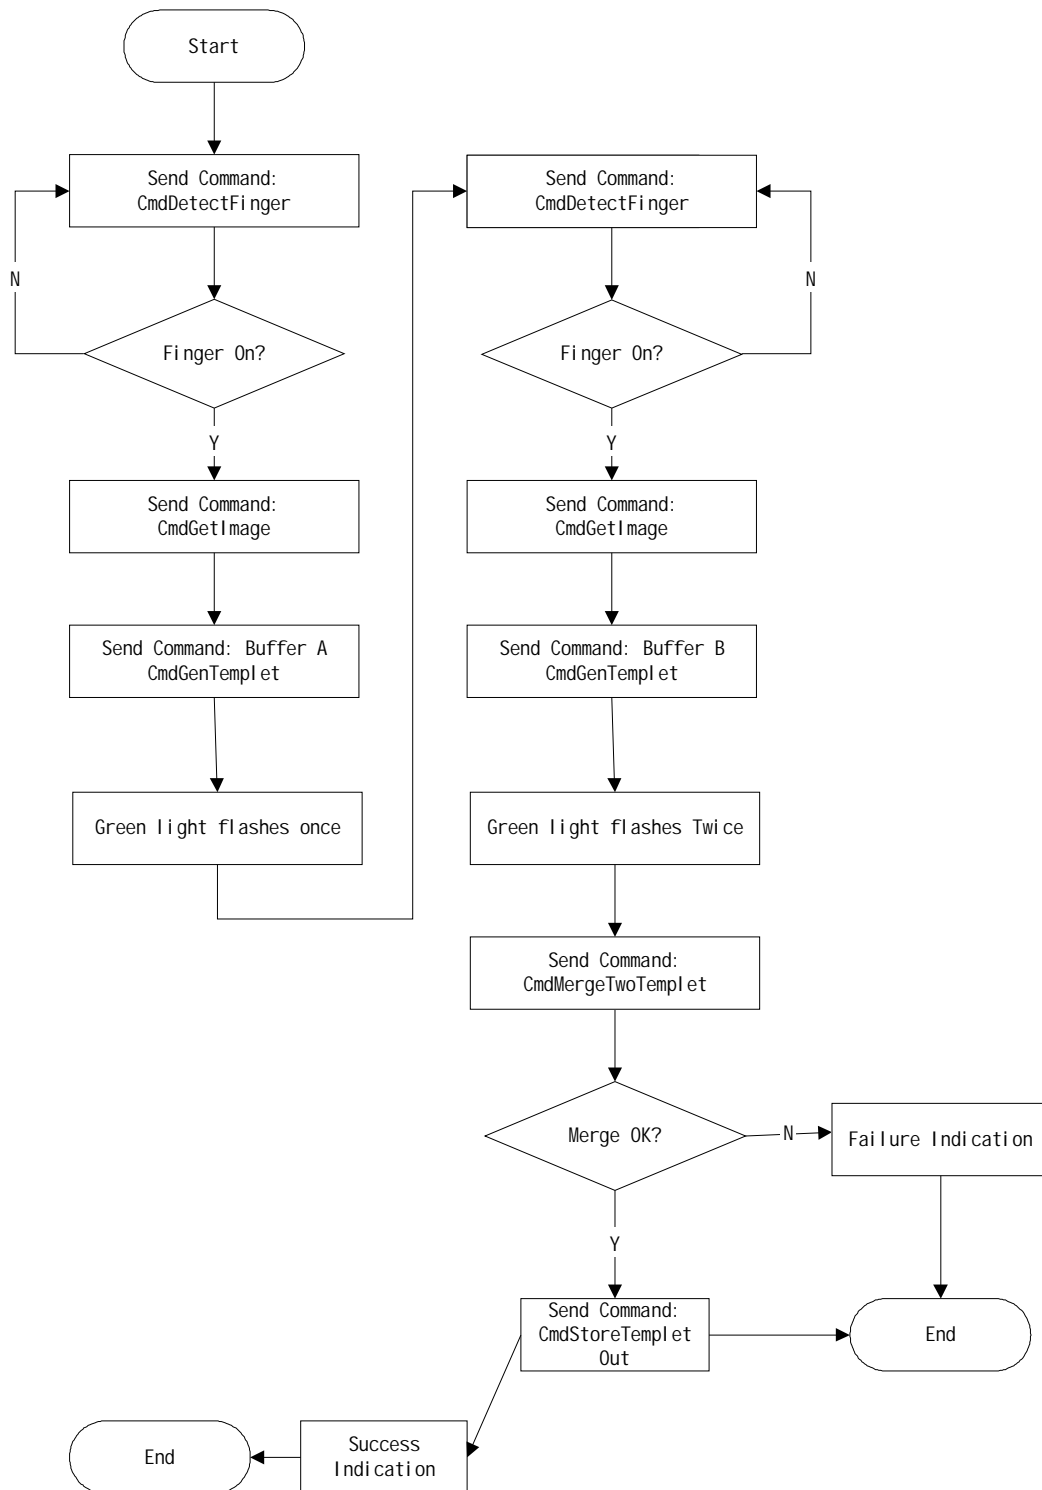 Start
Send Command:
CmdDetectFinger
N
Finger On?
Y
Send Command:
CmdGetImage
Send Command: Buffer A
CmdGenTemplet
Green light flashes once
Send Command:
CmdDetectFinger
N
Finger On?
Y
Send Command:
CmdGetImage
Send Command: Buffer B
CmdGenTemplet
Green light flashes Twice
Send Command:
CmdMergeTwoTemplet
Merge OK?
N
Failure Indication
Y
Send Command:
CmdStoreTemplet
Out
End
Success
Indication
End